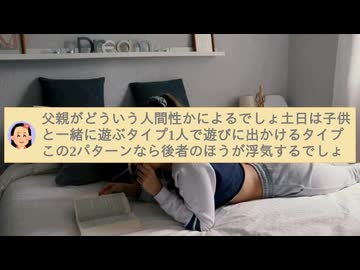 Dream
父親がどういう人間性かによるでしょ土日は子供
と一緒に遊ぶタイプ1人で遊びに出かけるタイプ
この2パターンなら後者のほうが浮気するでしょ